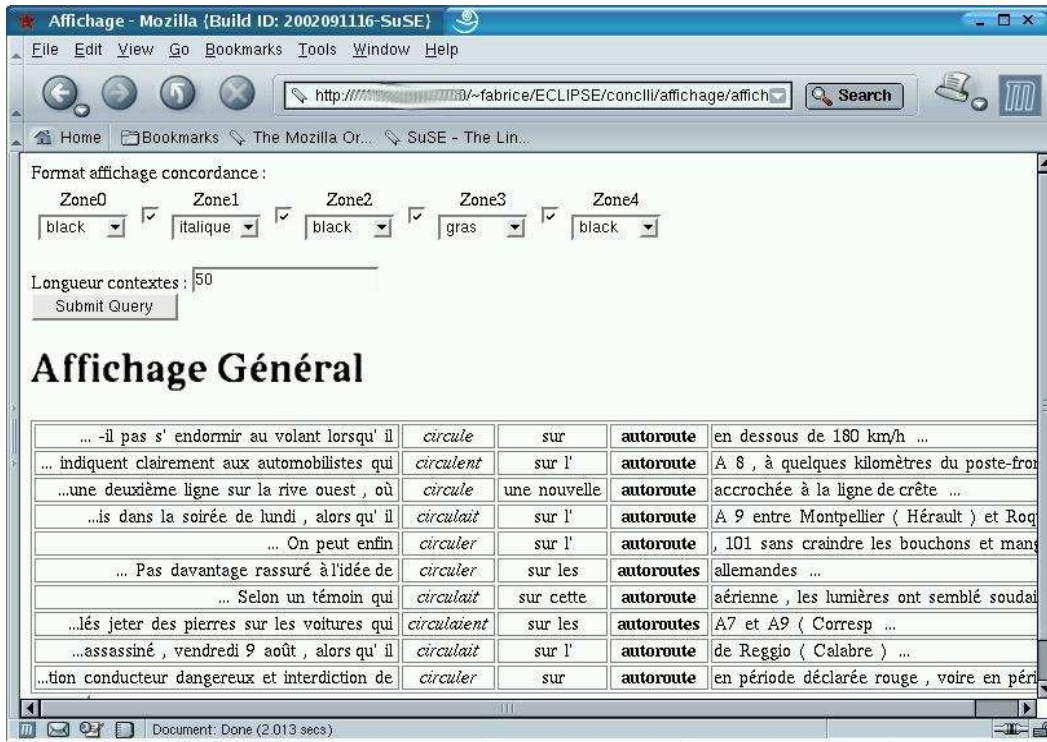 Affichage - Mozilla {Build ID: 2002091116-SuSE}
File Edit View Go Bookmarks Tools Window Help
http:// 0/~fabrice/ECLIPSE/conclli/affichage/affich Search
Home Bookmarks The Mozilla Or... SuSE - The Lin...
Format affichage concordance :
Zone0 Zone1 Zone2 Zone3 Zone4
black italique black gras black
Longueur contextes : 50
Submit Query
Affichage Général
... -il pas s' endormir au volant lorsqu' il circule sur autoroute en dessous de 180 km/h ...
... indiquent clairement aux automobilistes qui circulent sur l' autoroute A 8 , à quelques kilomètres du poste-fron
...une deuxième ligne sur la rive ouest , où circule une nouvelle autoroute accrochée à la ligne de crête ...
...is dans la soirée de lundi , alors qu' il circulait sur l' autoroute A 9 entre Montpellier ( Hérault ) et Roq
... On peut enfin circuler sur l' autoroute , 101 sans craindre les bouchons et mang
... Pas davantage rassuré à l'idée de circuler sur les autoroutes allemandes ...
... Selon un témoin qui circulait sur cette autoroute aérienne , les lumières ont semblé soudai
...lés jeter des pierres sur les voitures qui circulaient sur les autoroutes A7 et A9 ( Corresp ...
...assassiné , vendredi 9 août , alors qu' il circulait sur l' autoroute de Reggio ( Calabre ) ...
...tion conducteur dangereux et interdiction de circuler sur autoroute en période déclarée rouge , voire en péri
Document: Done (2.013 secs)